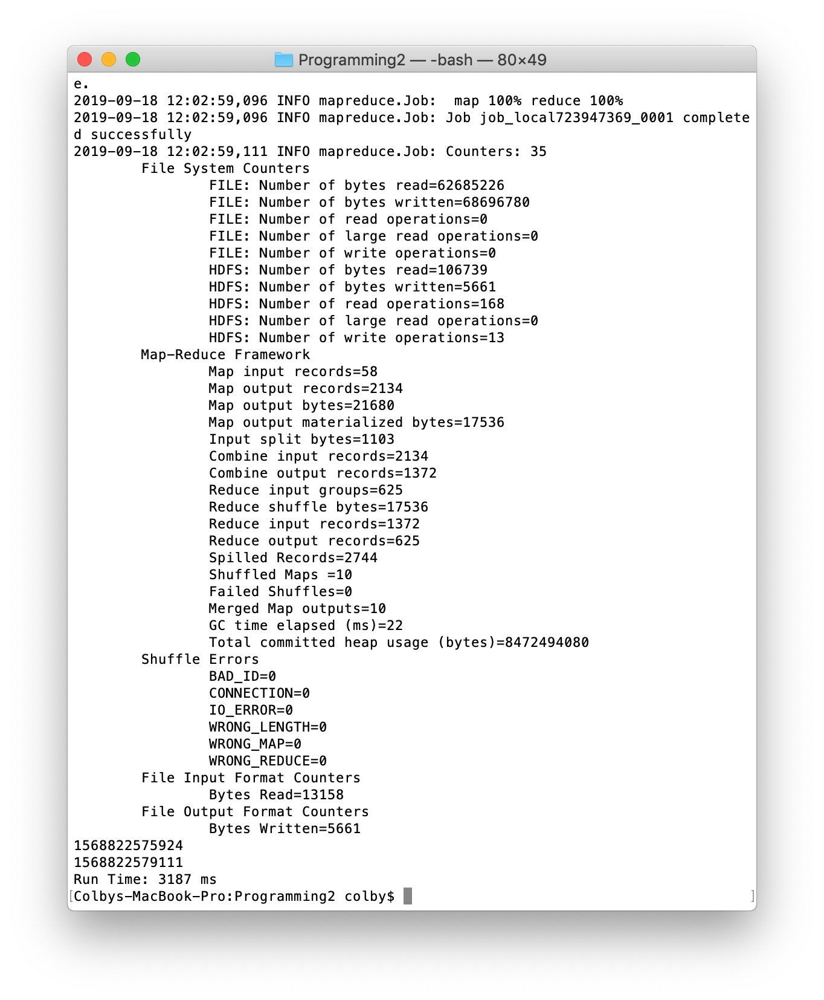 Programming2 — -bash — 80×49
e.
2019-09-18 12:02:59,096 INFO mapreduce.Job:  map 100% reduce 100%
2019-09-18 12:02:59,096 INFO mapreduce.Job: Job job_local723947369_0001 complete
d successfully
2019-09-18 12:02:59,111 INFO mapreduce.Job: Counters: 35
File System Counters
FILE: Number of bytes read=62685226
FILE: Number of bytes written=68696780
FILE: Number of read operations=0
FILE: Number of large read operations=0
FILE: Number of write operations=0
HDFS: Number of bytes read=106739
HDFS: Number of bytes written=5661
HDFS: Number of read operations=168
HDFS: Number of large read operations=0
HDFS: Number of write operations=13
Map-Reduce Framework
Map input records=58
Map output records=2134
Map output bytes=21680
Map output materialized bytes=17536
Input split bytes=1103
Combine input records=2134
Combine output records=1372
Reduce input groups=625
Reduce shuffle bytes=17536
Reduce input records=1372
Reduce output records=625
Spilled Records=2744
Shuffled Maps =10
Failed Shuffles=0
Merged Map outputs=10
GC time elapsed (ms)=22
Total committed heap usage (bytes)=8472494080
Shuffle Errors
BAD_ID=0
CONNECTION=0
IO_ERROR=0
WRONG_LENGTH=0
WRONG_MAP=0
WRONG_REDUCE=0
File Input Format Counters
Bytes Read=13158
File Output Format Counters
Bytes Written=5661
1568822575924
1568822579111
Run Time: 3187 ms
[Colbys-MacBook-Pro:Programming2 colby$ ]